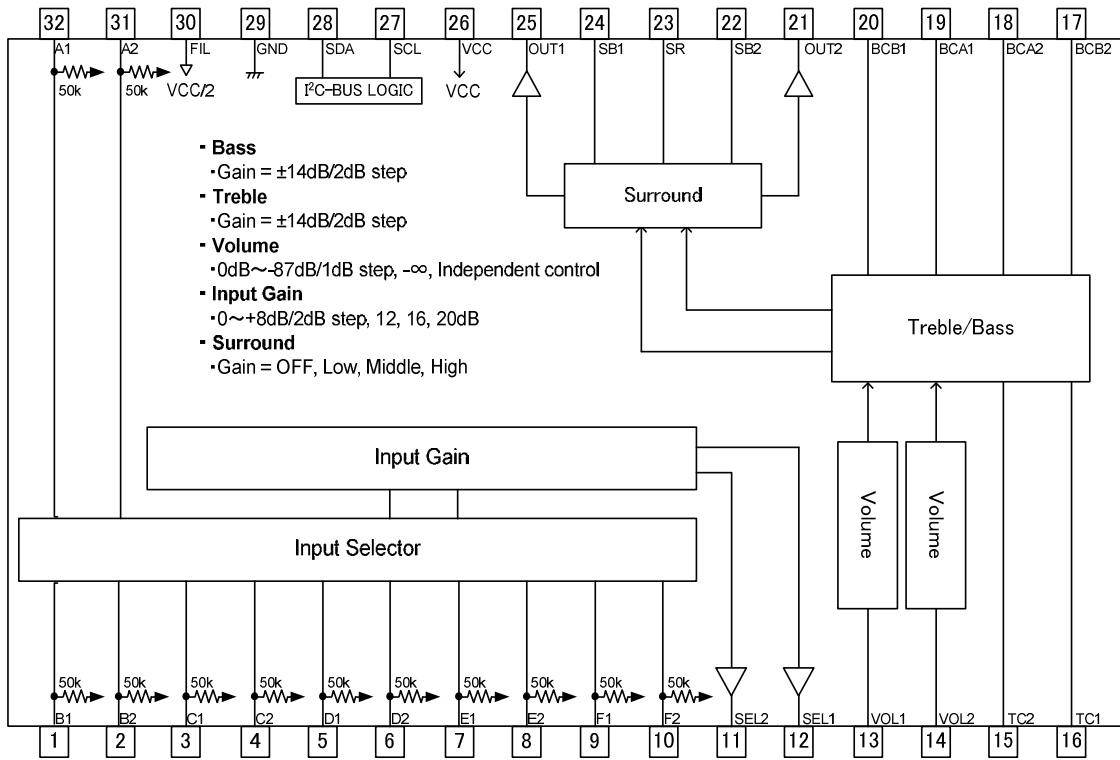 32 31 30 29 28 27 26 25 24 23 22 21 20 19 18 17
A1 A2 FIL GND SDA SCL VCC OUT1 SB1 SR SB2 OUT2 BCB1 BCA1 BCA2 BCB2
50k 50k VCC/2 I²C-BUS LOGIC VCC
- Bass
・Gain = ±14dB/2dB step
- Treble
・Gain = ±14dB/2dB step
- Volume
・0dB～-87dB/1dB step, -∞, Independent control
- Input Gain
・0～+8dB/2dB step, 12, 16, 20dB
- Surround
・Gain = OFF, Low, Middle, High
Surround
Treble/Bass
Input Gain
Input Selector
Volume
Volume
50k 50k 50k 50k 50k 50k 50k 50k 50k 50k
B1 B2 C1 C2 D1 D2 E1 E2 F1 F2 SEL2 SEL1 VOL1 VOL2 TC2 TC1
1 2 3 4 5 6 7 8 9 10 11 12 13 14 15 16